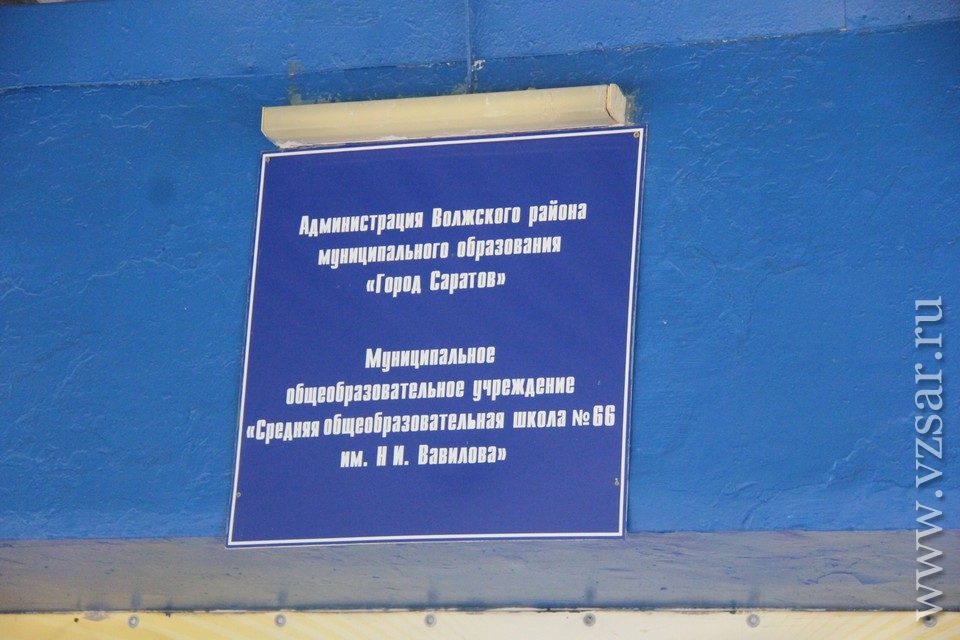 Администрация Волжского района
муниципального образования
«Город Саратов»
Муниципальное
общеобразовательное учреждение
«Средняя общеобразовательная школа №66
им. Н И. Вавилова»
www.vzsar.ru